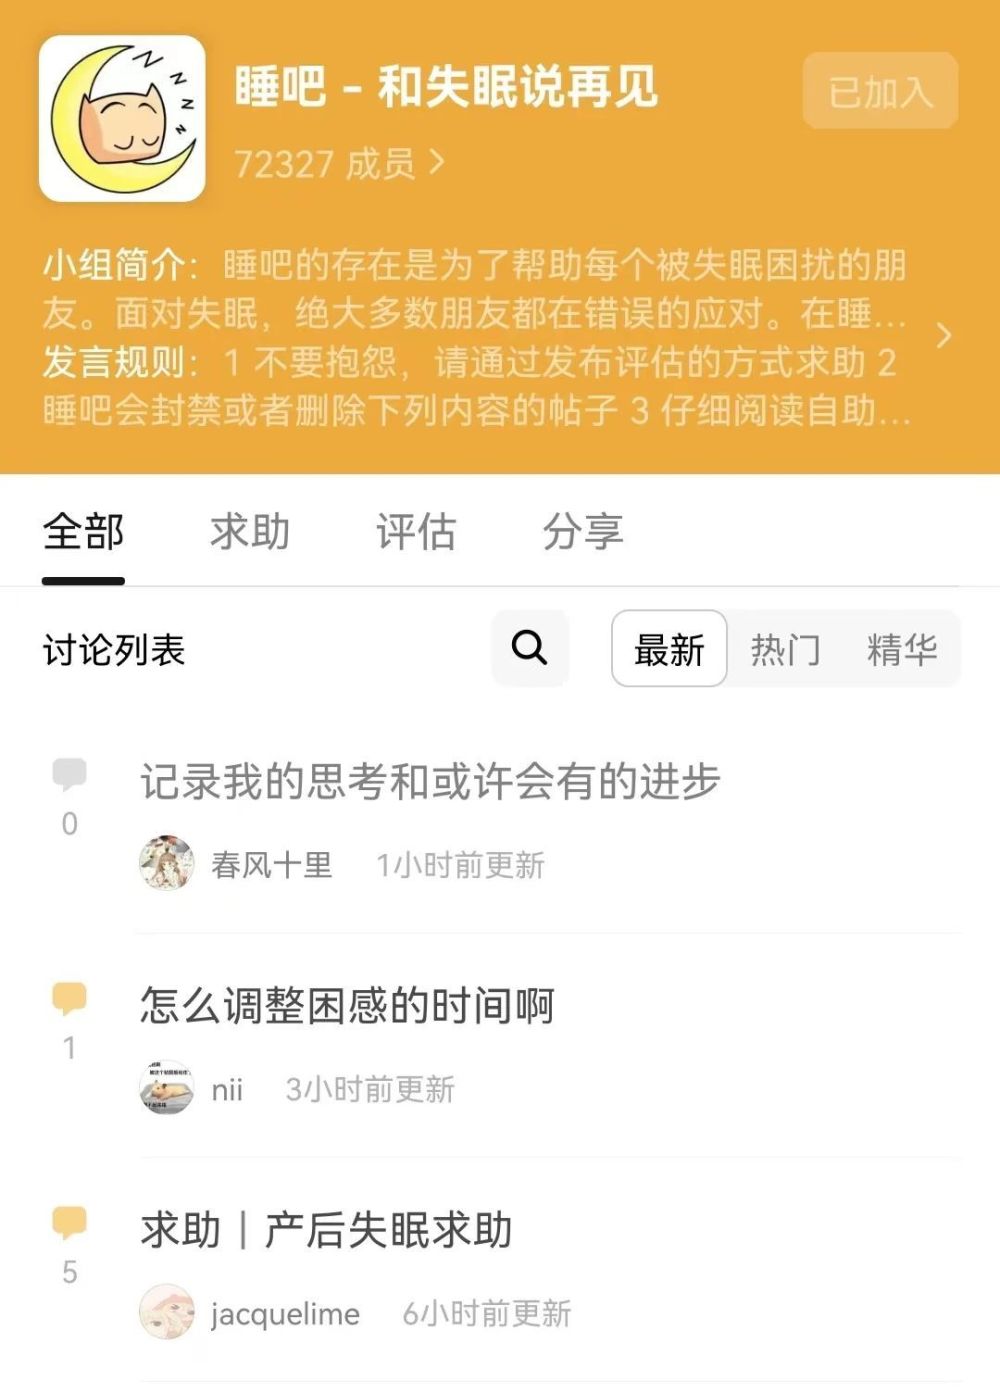 睡吧 - 和失眠说再见
已加入
72327 成员
小组简介：睡吧的存在是为了帮助每个被失眠困扰的朋
友。面对失眠，绝大多数朋友都在错误的应对。在睡...
发言规则：1 不要抱怨，请通过发布评估的方式求助 2
睡吧会封禁或者删除下列内容的帖子 3 仔细阅读自助...
全部 求助 评估 分享
讨论列表
最新 热门 精华
记录我的思考和或许会有的进步
0
春风十里 1小时前更新
怎么调整困感的时间啊
1
nii 3小时前更新
求助｜产后失眠求助
5
jacquelime 6小时前更新